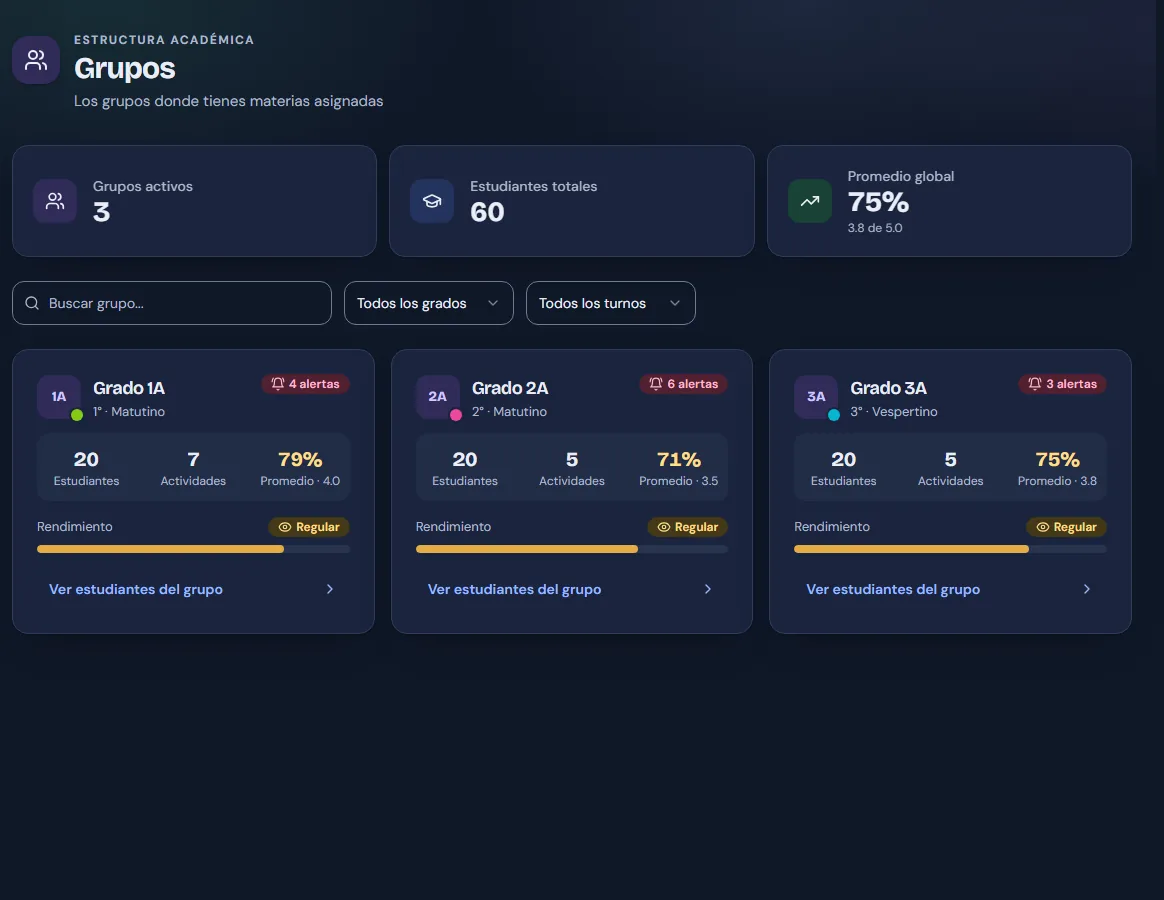 ESTRUCTURA ACADÉMICA
Grupos
Los grupos donde tienes materias asignadas
Grupos activos
3
Estudiantes totales
60
Promedio global
75%
3.8 de 5.0
Buscar grupo...
Todos los grados
Todos los turnos
1A
Grado 1A
1° · Matutino
4 alertas
20
Estudiantes
7
Actividades
79%
Promedio · 4.0
Rendimiento
Regular
Ver estudiantes del grupo
2A
Grado 2A
2° · Matutino
6 alertas
20
Estudiantes
5
Actividades
71%
Promedio · 3.5
Rendimiento
Regular
Ver estudiantes del grupo
3A
Grado 3A
3° · Vespertino
3 alertas
20
Estudiantes
5
Actividades
75%
Promedio · 3.8
Rendimiento
Regular
Ver estudiantes del grupo